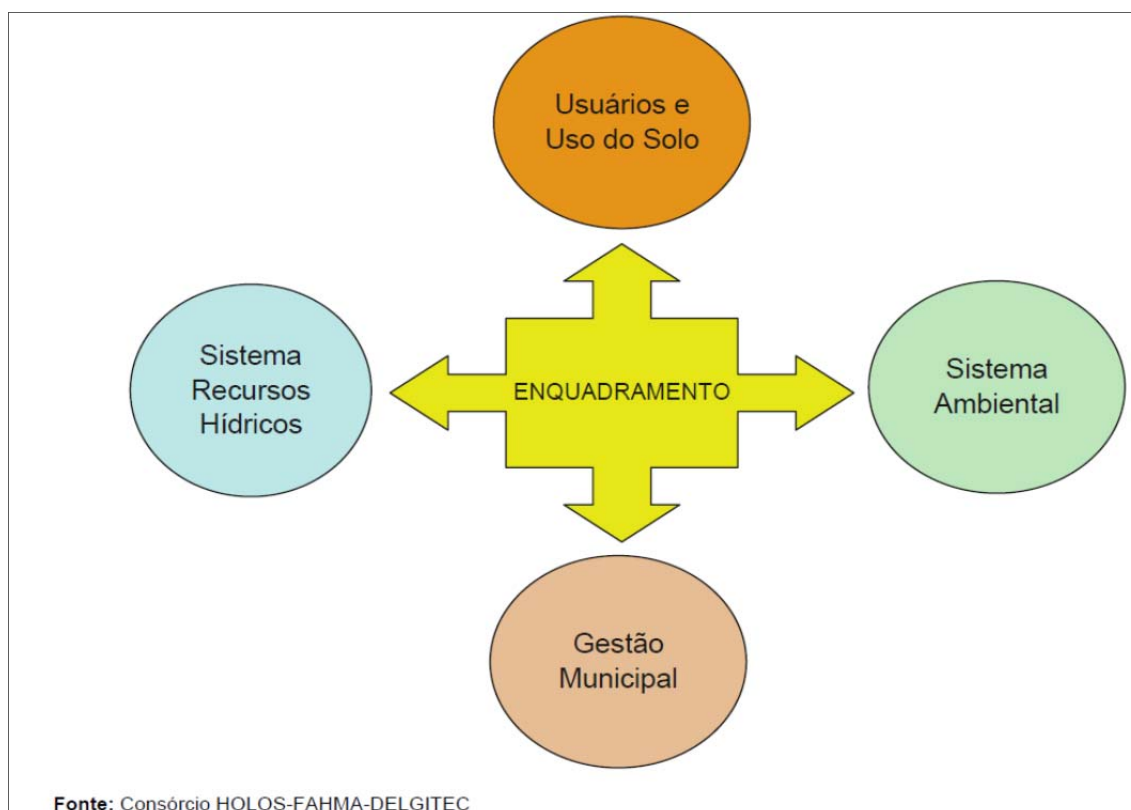 Usuários e
Uso do Solo
Sistema
Recursos
Hídricos
ENQUADRAMENTO
Sistema
Ambiental
Gestão
Municipal
Fonte: Consórcio HOLOS-FAHMA-DELGITEC